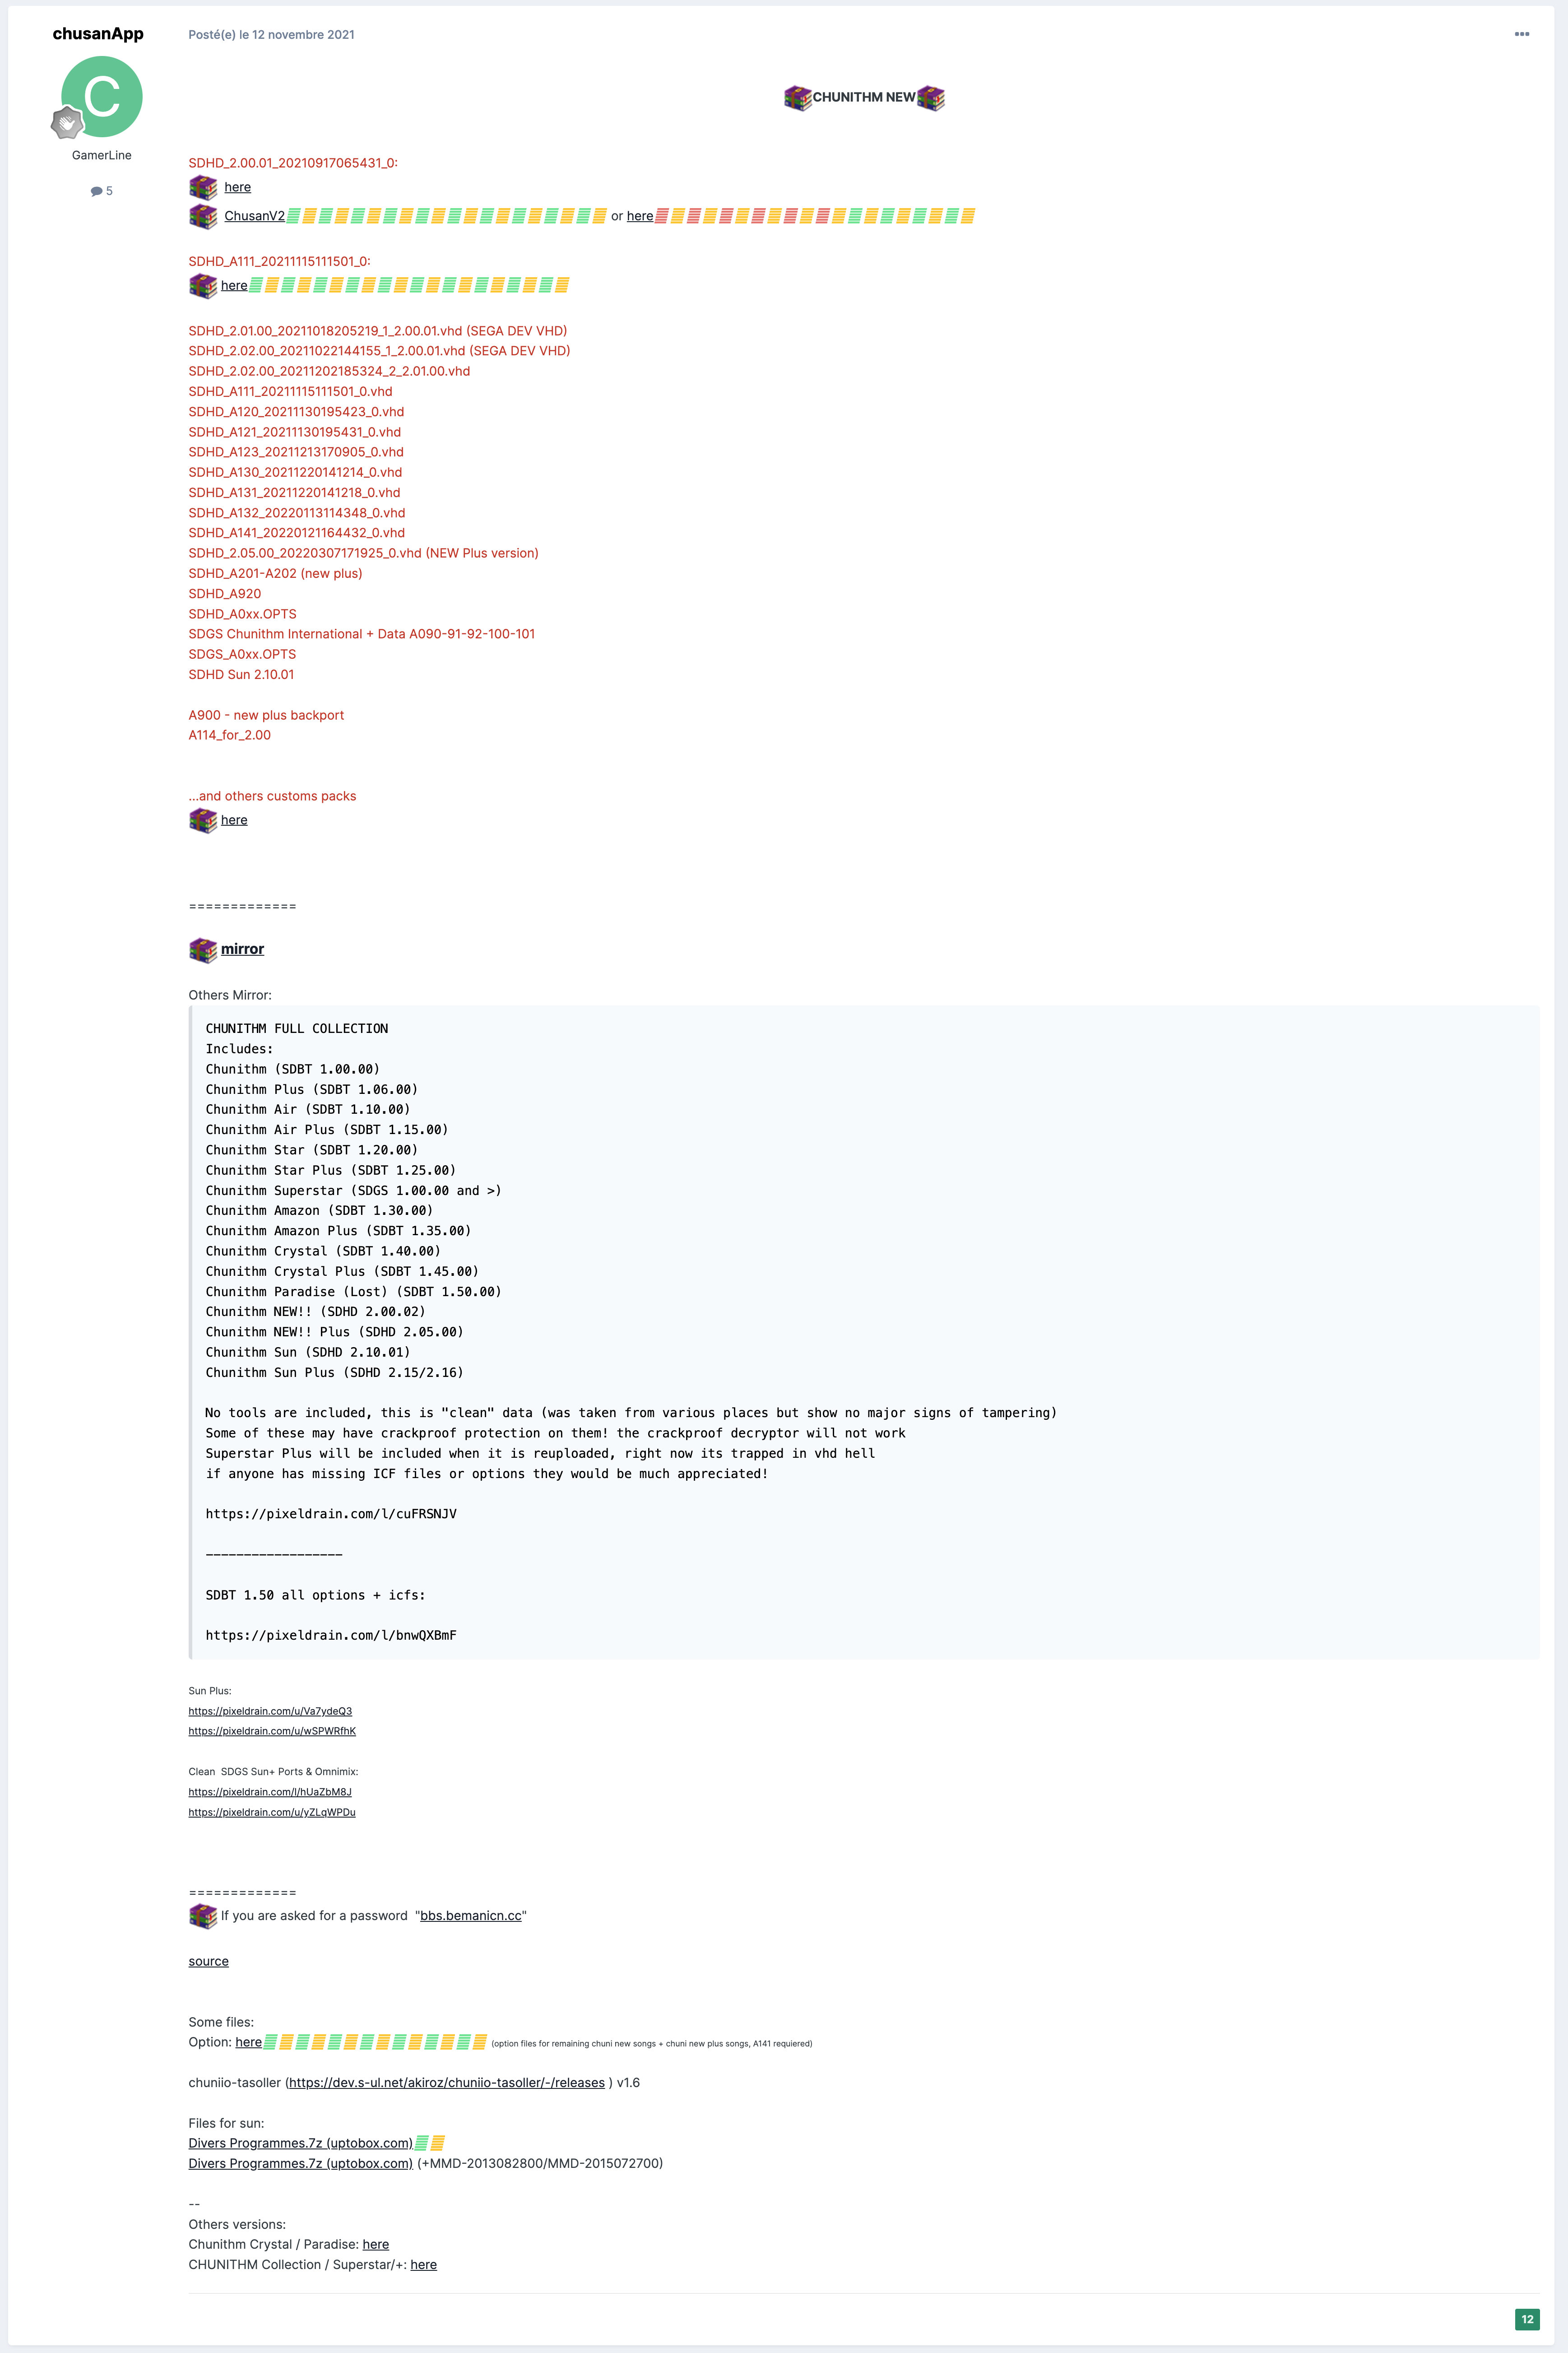 chusanApp
Posté(e) le 12 novembre 2021
C
GamerLine
5
CHUNITHM NEW
SDHD_2.00.01_20210917065431_0:
here
ChusanV2 or here
SDHD_A111_20211115111501_0:
here
SDHD_2.01.00_20211018205219_1_2.00.01.vhd (SEGA DEV VHD)
SDHD_2.02.00_20211022144155_1_2.00.01.vhd (SEGA DEV VHD)
SDHD_2.02.00_20211202185324_2_2.01.00.vhd
SDHD_A111_20211115111501_0.vhd
SDHD_A120_20211130195423_0.vhd
SDHD_A121_20211130195431_0.vhd
SDHD_A123_20211213170905_0.vhd
SDHD_A130_20211220141214_0.vhd
SDHD_A131_20211220141218_0.vhd
SDHD_A132_20220113114348_0.vhd
SDHD_A141_20220121164432_0.vhd
SDHD_2.05.00_20220307171925_0.vhd (NEW Plus version)
SDHD_A201-A202 (new plus)
SDHD_A920
SDHD_A0xx.OPTS
SDGS Chunithm International + Data A090-91-92-100-101
SDGS_A0xx.OPTS
SDHD Sun 2.10.01
A900 - new plus backport
A114_for_2.00
...and others customs packs
here
=============
mirror
Others Mirror:
CHUNITHM FULL COLLECTION
Includes:
Chunithm (SDBT 1.00.00)
Chunithm Plus (SDBT 1.06.00)
Chunithm Air (SDBT 1.10.00)
Chunithm Air Plus (SDBT 1.15.00)
Chunithm Star (SDBT 1.20.00)
Chunithm Star Plus (SDBT 1.25.00)
Chunithm Superstar (SDGS 1.00.00 and >)
Chunithm Amazon (SDBT 1.30.00)
Chunithm Amazon Plus (SDBT 1.35.00)
Chunithm Crystal (SDBT 1.40.00)
Chunithm Crystal Plus (SDBT 1.45.00)
Chunithm Paradise (Lost) (SDBT 1.50.00)
Chunithm NEW!! (SDHD 2.00.02)
Chunithm NEW!! Plus (SDHD 2.05.00)
Chunithm Sun (SDHD 2.10.01)
Chunithm Sun Plus (SDHD 2.15/2.16)
No tools are included, this is "clean" data (was taken from various places but show no major signs of tampering)
Some of these may have crackproof protection on them! the crackproof decryptor will not work
Superstar Plus will be included when it is reuploaded, right now its trapped in vhd hell
if anyone has missing ICF files or options they would be much appreciated!
https://pixeldrain.com/l/cuFRSNJV
------------------
SDBT 1.50 all options + icfs:
https://pixeldrain.com/l/bnwQXBmF
Sun Plus:
https://pixeldrain.com/u/Va7ydeQ3
https://pixeldrain.com/u/wSPWRfhK
Clean  SDGS Sun+ Ports & Omnimix:
https://pixeldrain.com/l/hUaZbM8J
https://pixeldrain.com/u/yZLqWPDu
=============
If you are asked for a password  "bbs.bemanicn.cc"
source
Some files:
Option: here (option files for remaining chuni new songs + chuni new plus songs, A141 requiered)
chuniio-tasoller (https://dev.s-ul.net/akiroz/chuniio-tasoller/-/releases ) v1.6
Files for sun:
Divers Programmes.7z (uptobox.com)
Divers Programmes.7z (uptobox.com) (+MMD-2013082800/MMD-2015072700)
--
Others versions:
Chunithm Crystal / Paradise: here
CHUNITHM Collection / Superstar/+: here
12